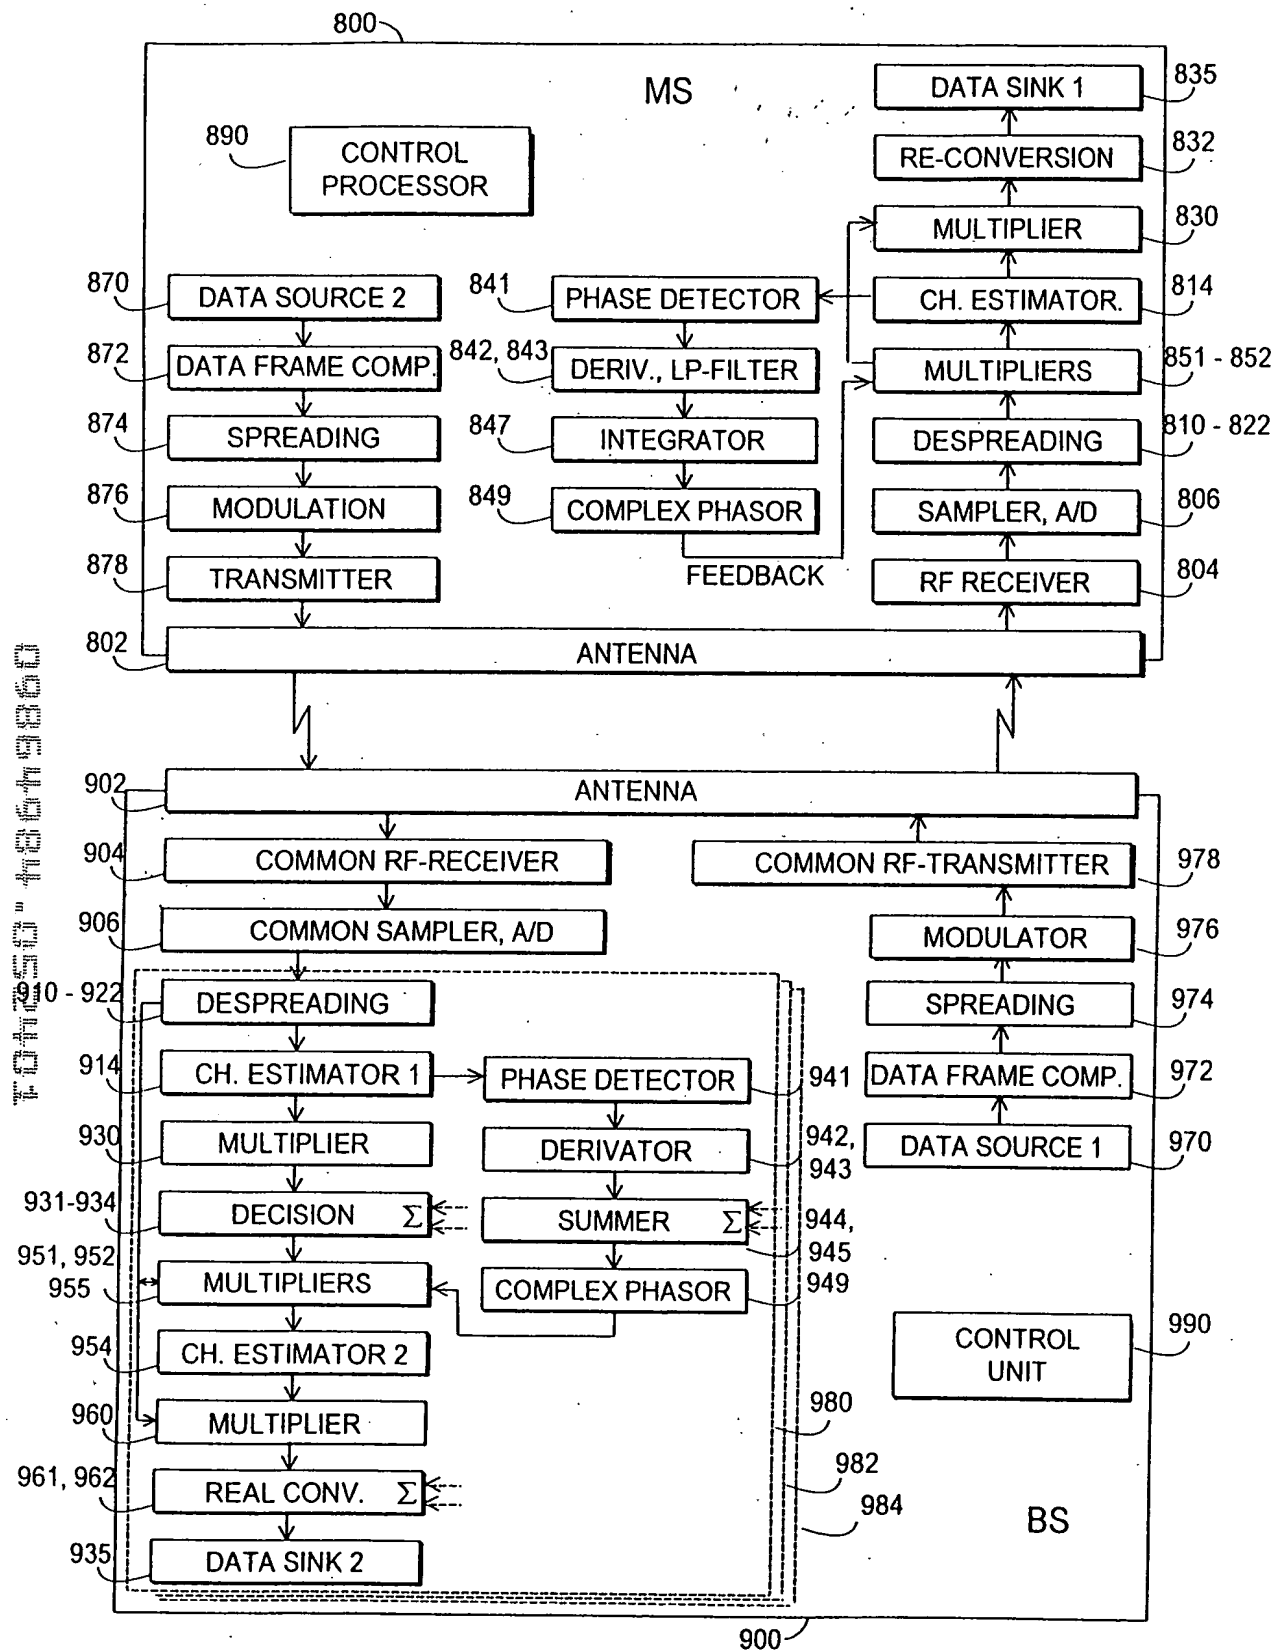 800
MS
DATA SINK 1
835
890
CONTROL
PROCESSOR
RE-CONVERSION
832
MULTIPLIER
830
870
DATA SOURCE 2
841
PHASE DETECTOR
CH. ESTIMATOR.
814
872
DATA FRAME COMP.
842, 843
DERIV., LP-FILTER
MULTIPLIERS
851 - 852
874
SPREADING
847
INTEGRATOR
DESPREADING
810 - 822
876
MODULATION
849
COMPLEX PHASOR
SAMPLER, A/D
806
878
TRANSMITTER
FEEDBACK
RF RECEIVER
804
802
ANTENNA
902
ANTENNA
904
COMMON RF-RECEIVER
COMMON RF-TRANSMITTER
978
906
COMMON SAMPLER, A/D
MODULATOR
976
910 - 922
DESPREADING
SPREADING
974
914
CH. ESTIMATOR 1
PHASE DETECTOR
941
DATA FRAME COMP.
972
930
MULTIPLIER
DERIVATOR
942,
943
DATA SOURCE 1
970
931-934
DECISION Σ
SUMMER Σ
944,
945
951, 952
955
MULTIPLIERS
COMPLEX PHASOR
949
954
CH. ESTIMATOR 2
CONTROL
UNIT
990
960
MULTIPLIER
980
961, 962
REAL CONV. Σ
982
984
BS
935
DATA SINK 2
900
09864984.052401